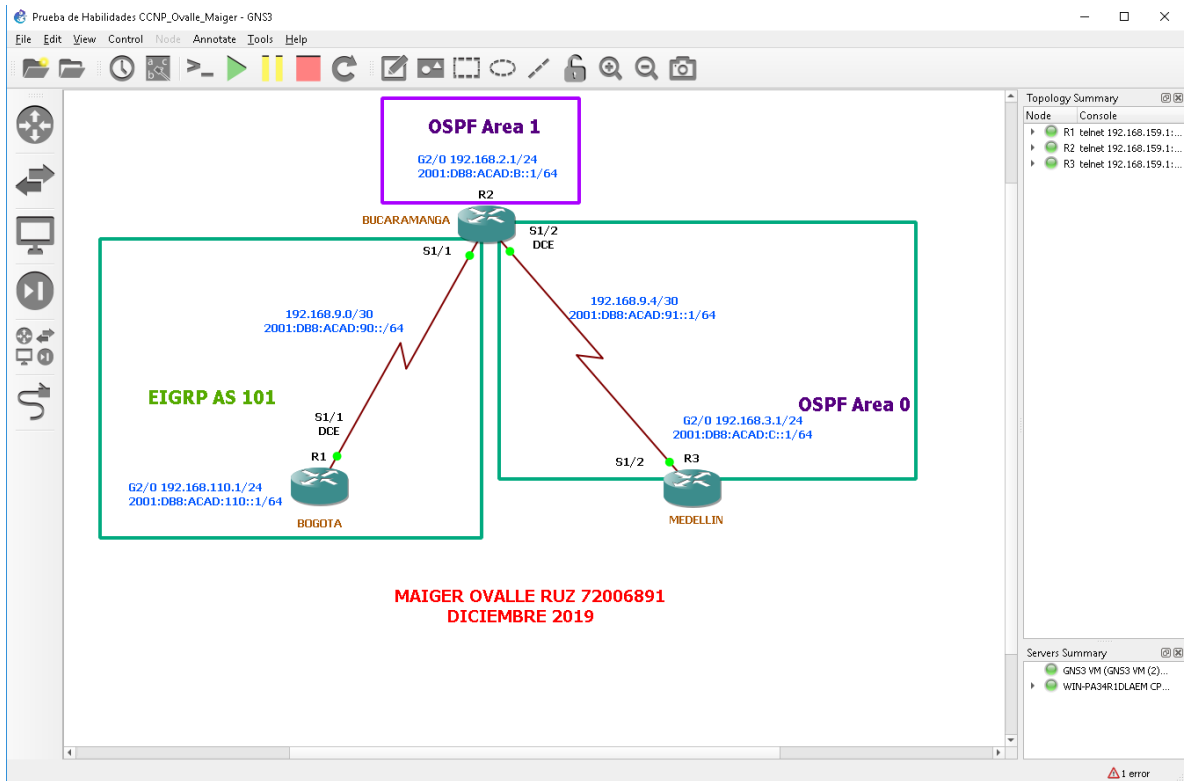 Prueba de Habilidades CCNP_Ovalle_Maiger - GNS3
File Edit View Control Node Annotate Tools Help
OSPF Area 1
G2/0 192.168.2.1/24
2001:DB8:ACAD:B::1/64
R2
BUCARAMANGA
S1/1
S1/2
DCE
192.168.9.0/30
2001:DB8:ACAD:90::/64
192.168.9.4/30
2001:DB8:ACAD:91::1/64
EIGRP AS 101
OSPF Area 0
S1/1
DCE
R1
G2/0 192.168.110.1/24
2001:DB8:ACAD:110::1/64
BOGOTA
G2/0 192.168.3.1/24
2001:DB8:ACAD:C::1/64
S1/2
R3
MEDELLIN
MAIGER OVALLE RUZ 72006891
DICIEMBRE 2019
Topology Summary
Node Console
R1 telnet 192.168.159.1:...
R2 telnet 192.168.159.1:...
R3 telnet 192.168.159.1:...
Servers Summary
GNS3 VM (GNS3 VM (2)...
WIN-PA34R1DLAEM CP...
1 error